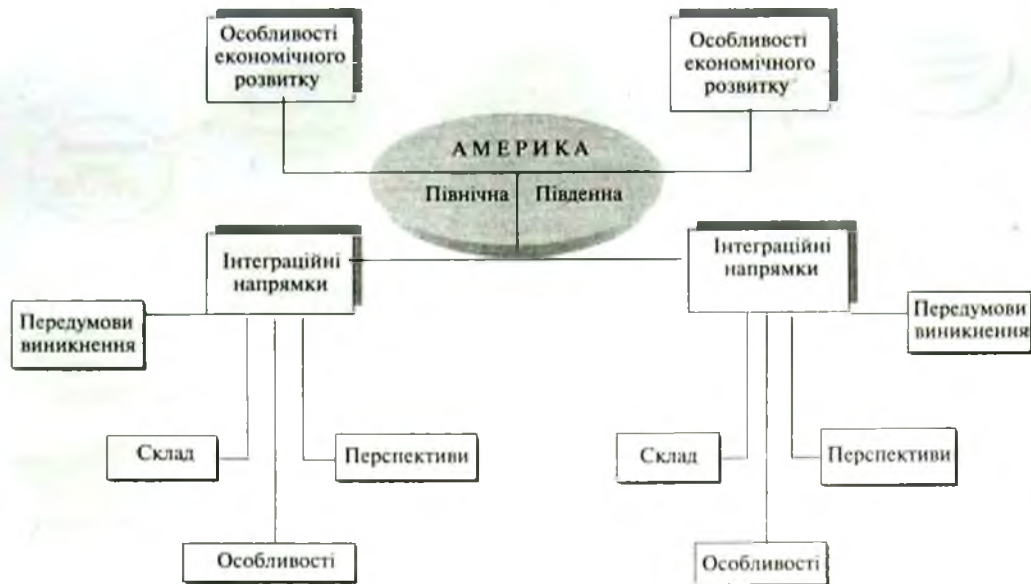 Особливості
економічного
розвитку
Особливості
економічного
розвитку
АМЕРИКА
Північна
Південна
Інтеграційні
напрямки
Інтеграційні
напрямки
Передумови
виникнення
Передумови
виникнення
Склад
Перспективи
Склад
Перспективи
Особливості
Особливості